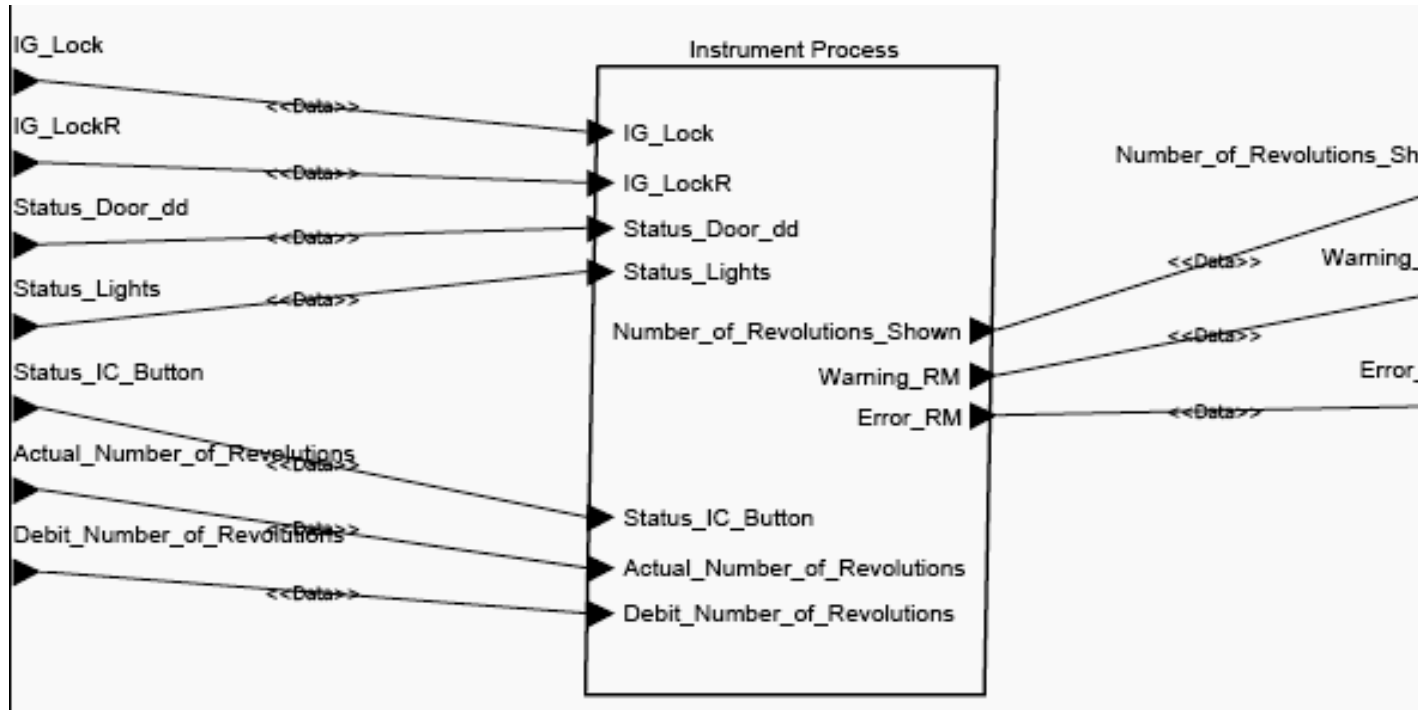 IG_Lock
<<Data>>
IG_LockR
<<Data>>
Status_Door_dd
<<Data>>
Status_Lights
<<Data>>
Status_IC_Button
<<Data>>
Actual_Number_of_Revolutions
<<Data>>
Debit_Number_of_Revolutions
<<Data>>
Instrument Process
IG_Lock
IG_LockR
Status_Door_dd
Status_Lights
Number_of_Revolutions_Shown
Warning_RM
Error_RM
Status_IC_Button
Actual_Number_of_Revolutions
Debit_Number_of_Revolutions
Number_of_Revolutions_Sh
<<Data>>
Warning_
<<Data>>
Error_
<<Data>>